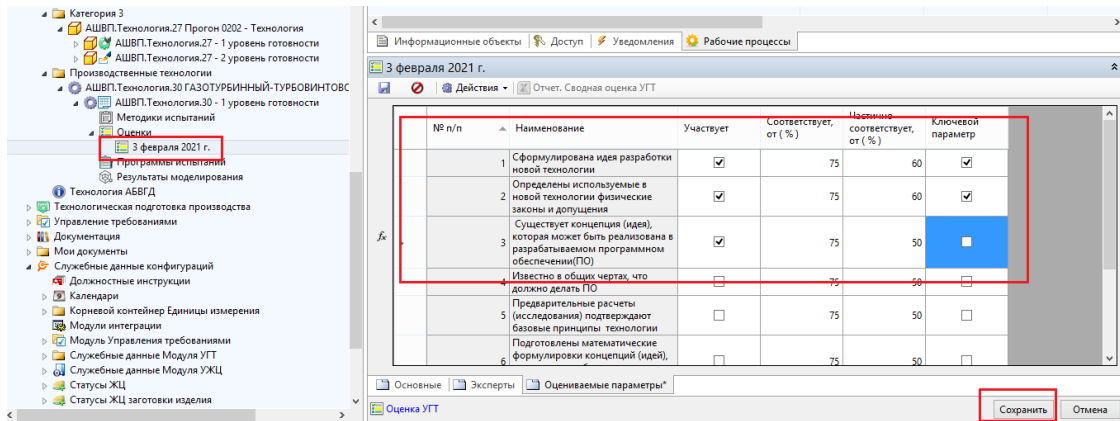 Категория 3
АШВП.Технология.27 Прогон 0202 - Технология
АШВП.Технология.27 - 1 уровень готовности
АШВП.Технология.27 - 2 уровень готовности
Производственные технологии
АШВП.Технология.30 ГАЗОТУРБИННЫЙ-ТУРБОВИНТОВС
АШВП.Технология.30 - 1 уровень готовности
Методики испытаний
Оценки
3 февраля 2021 г.
Программы испытаний
Результаты моделирования
Технология АБВГД
Технологическая подготовка производства
Управление требованиями
Документация
Мои документы
Служебные данные конфигураций
Должностные инструкции
Календари
Корневой контейнер Единицы измерения
Модули интеграции
Модуль Управления требованиями
Служебные данные Модуля УГТ
Служебные данные Модуля УЖЦ
Статусы ЖЦ
Статусы ЖЦ заготовки изделия
Информационные объекты Доступ Уведомления Рабочие процессы
3 февраля 2021 г.
Действия Отчет. Сводная оценка УГТ
№ п/п Наименование Участвует Соответствует, от ( % ) Частично соответствует, от ( % ) Ключевой параметр
1 Сформулирована идея разработки новой технологии 75 60
2 Определены используемые в новой технологии физические законы и допущения 75 60
fx 3 Существует концепция (идея), которая может быть реализована в разрабатываемом программном обеспечении(ПО) 75 50
4 Известно в общих чертах, что должно делать ПО 75 50
5 Предварительные расчеты (исследования) подтверждают базовые принципы технологии 75 50
6 Подготовлены математические формулировки концепций (идей), 75 50
Основные Эксперты Оцениваемые параметры*
Оценка УГТ Сохранить Отмена